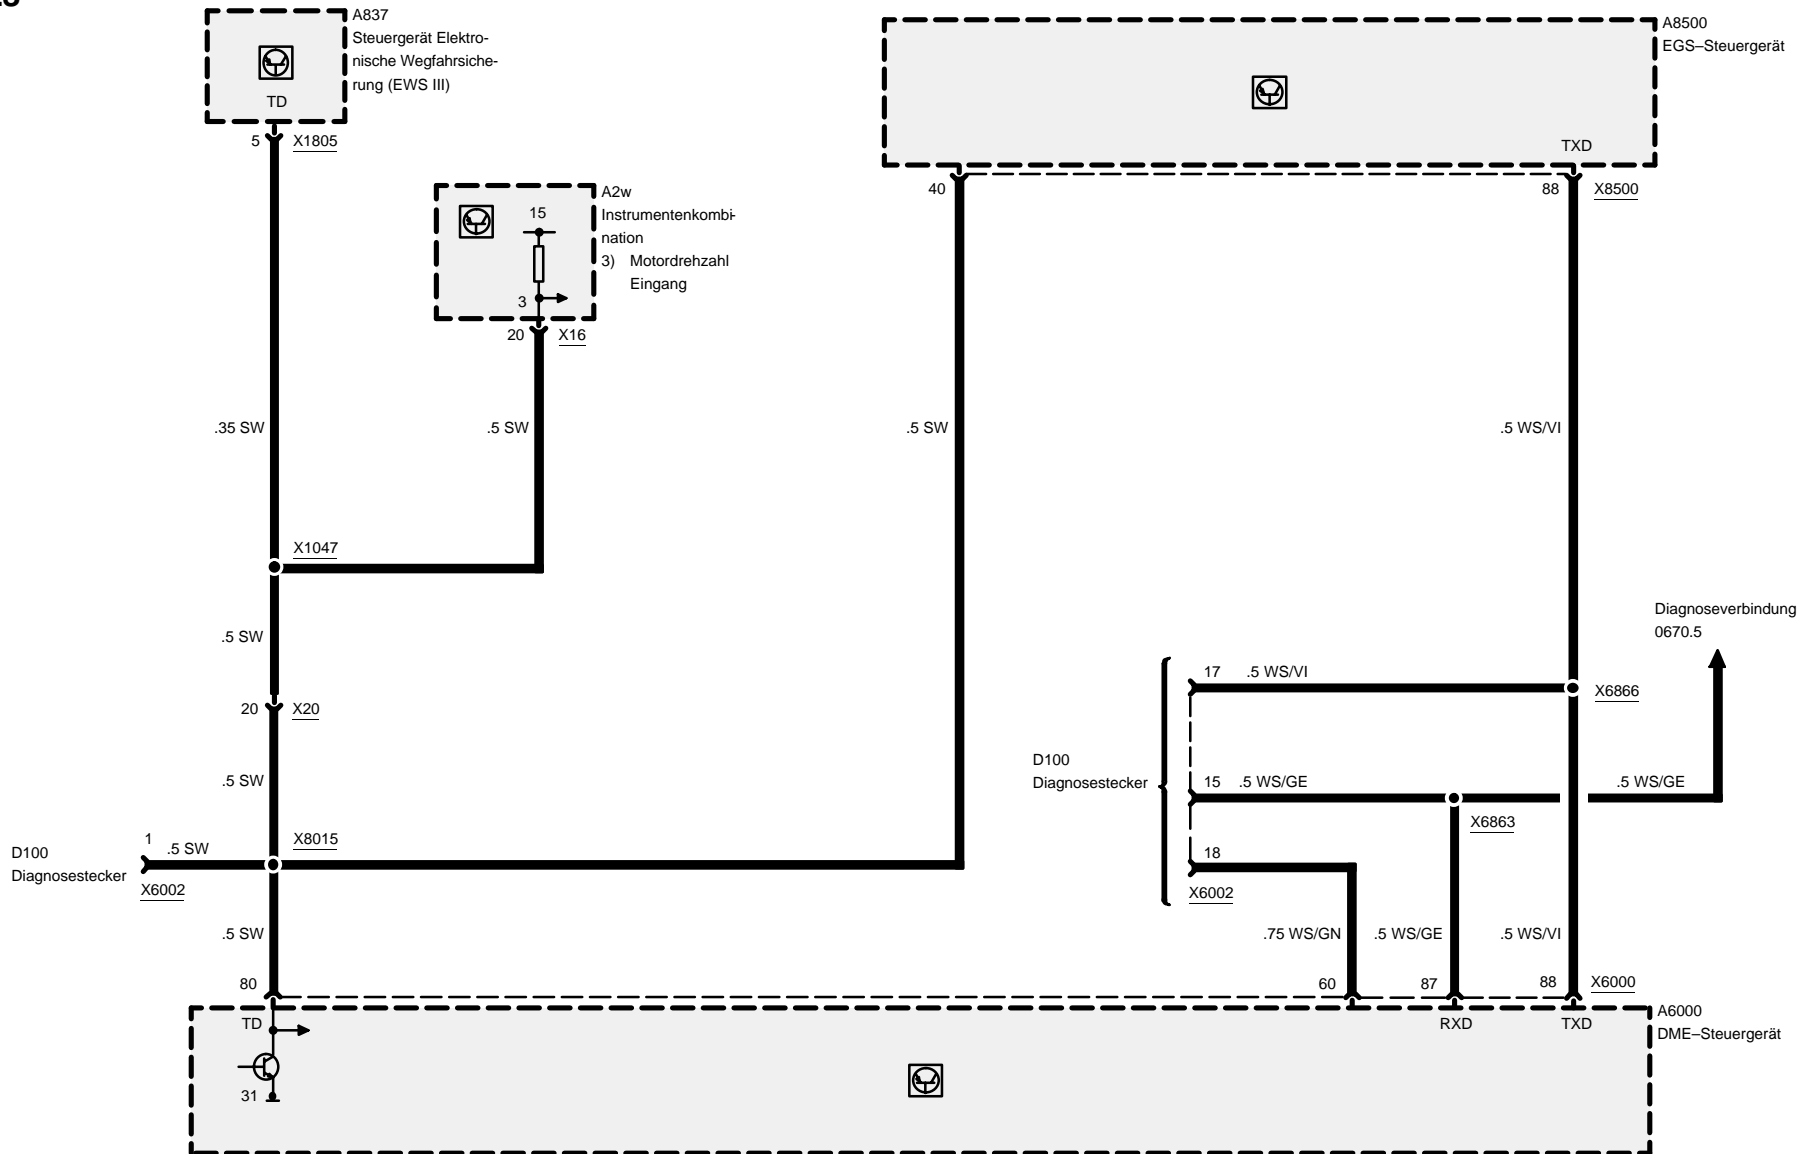 A837
Steuergerät Elektro-
nische Wegfahrsiche-
rung (EWS III)
TD
5 X1805
A8500
EGS–Steuergerät
TXD
40
88 X8500
A2w
Instrumentenkombi-
nation
3) Motordrehzahl
Eingang
15
3
20 X16
.35 SW
.5 SW
.5 SW
.5 WS/VI
X1047
.5 SW
20 X20
.5 SW
Diagnoseverbindung
0670.5
17 .5 WS/VI
X6866
D100
Diagnosestecker
15 .5 WS/GE
.5 WS/GE
X6863
18
X6002
1
.5 SW
X8015
D100
Diagnosestecker
X6002
.5 SW
.75 WS/GN
.5 WS/GE
.5 WS/VI
80
60
87
88 X6000
TD
RXD
TXD
A6000
DME–Steuergerät
31